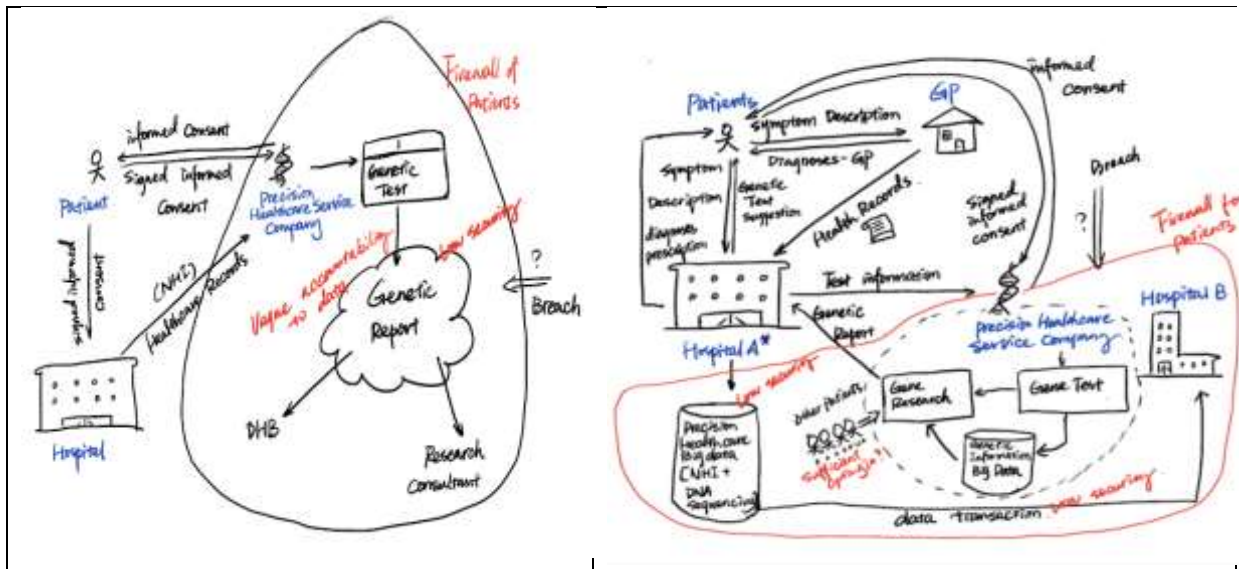 Firewall of
Patients
informed Consent
signed informed
Consent
Patient
Precision
HealthcareService
Company
Genetic
Test
signed informed
consent
(NHI)
Healthcare Records
Vague accountability
to data
Low security
Genetic
Report
?
Breach
DHB
Research
Consultant
Hospital
informed
consent
Patients
GP
Symptom Description
Diagnoses-GP
Symptom
Description
diagnoses
prescription
Genetic
Test
Suggestion
Health Records
signed
informed
consent
Breach
?
Firewall for
patients
Test information
Genetic
Report
Hospital A*
Precision Healthcare
Service Company
Hospital B
Low security
other patients
Gene
Research
Gene Test
Precision
Healthcare
Big data
(NHI +
DNA
sequencing)
Genetic
Information
Big Data
data transaction
Low security